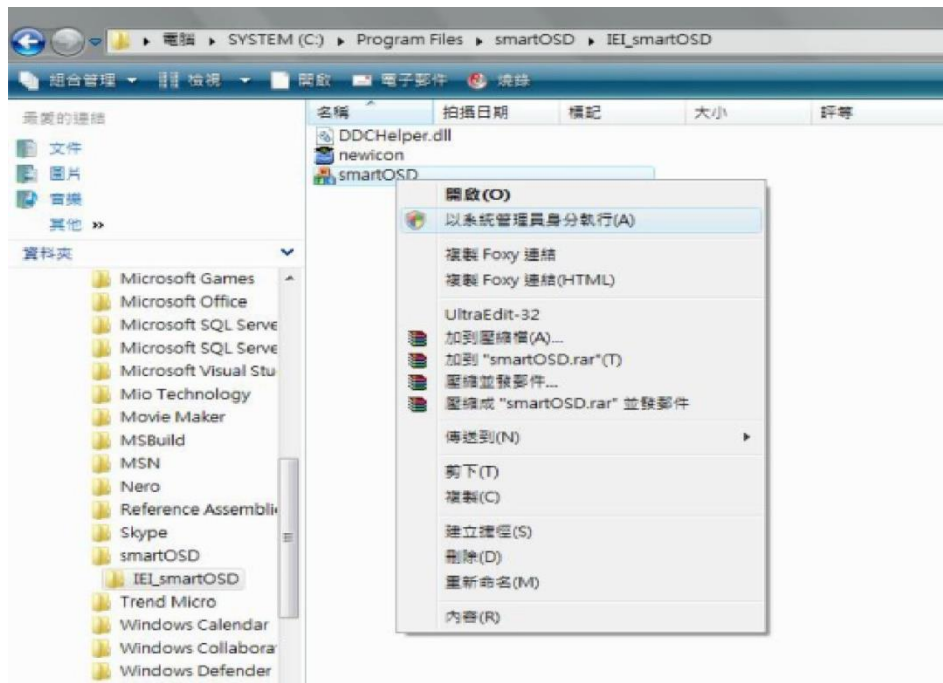 電腦 ▸ SYSTEM (C:) ▸ Program Files ▸ smartOSD ▸ IEI_smartOSD
組合管理 檢視 開啟 電子郵件 燒錄
最愛的連結
文件
圖片
音樂
其他 »
資料夾
Microsoft Games
Microsoft Office
Microsoft SQL Serve
Microsoft SQL Serve
Microsoft Visual Stu
Mio Technology
Movie Maker
MSBuild
MSN
Nero
Reference Assembli
Skype
smartOSD
IEI_smartOSD
Trend Micro
Windows Calendar
Windows Collabora
Windows Defender
名稱 拍攝日期 標記 大小 評等
DDCHelper.dll
newicon
smartOSD
開啟(O)
以系統管理員身分執行(A)
複製 Foxy 連結
複製 Foxy 連結(HTML)
UltraEdit-32
加到壓縮檔(A)...
加到 "smartOSD.rar"(T)
壓縮並發郵件...
壓縮成 "smartOSD.rar" 並發郵件
傳送到(N)
剪下(T)
複製(C)
建立捷徑(S)
刪除(D)
重新命名(M)
內容(R)